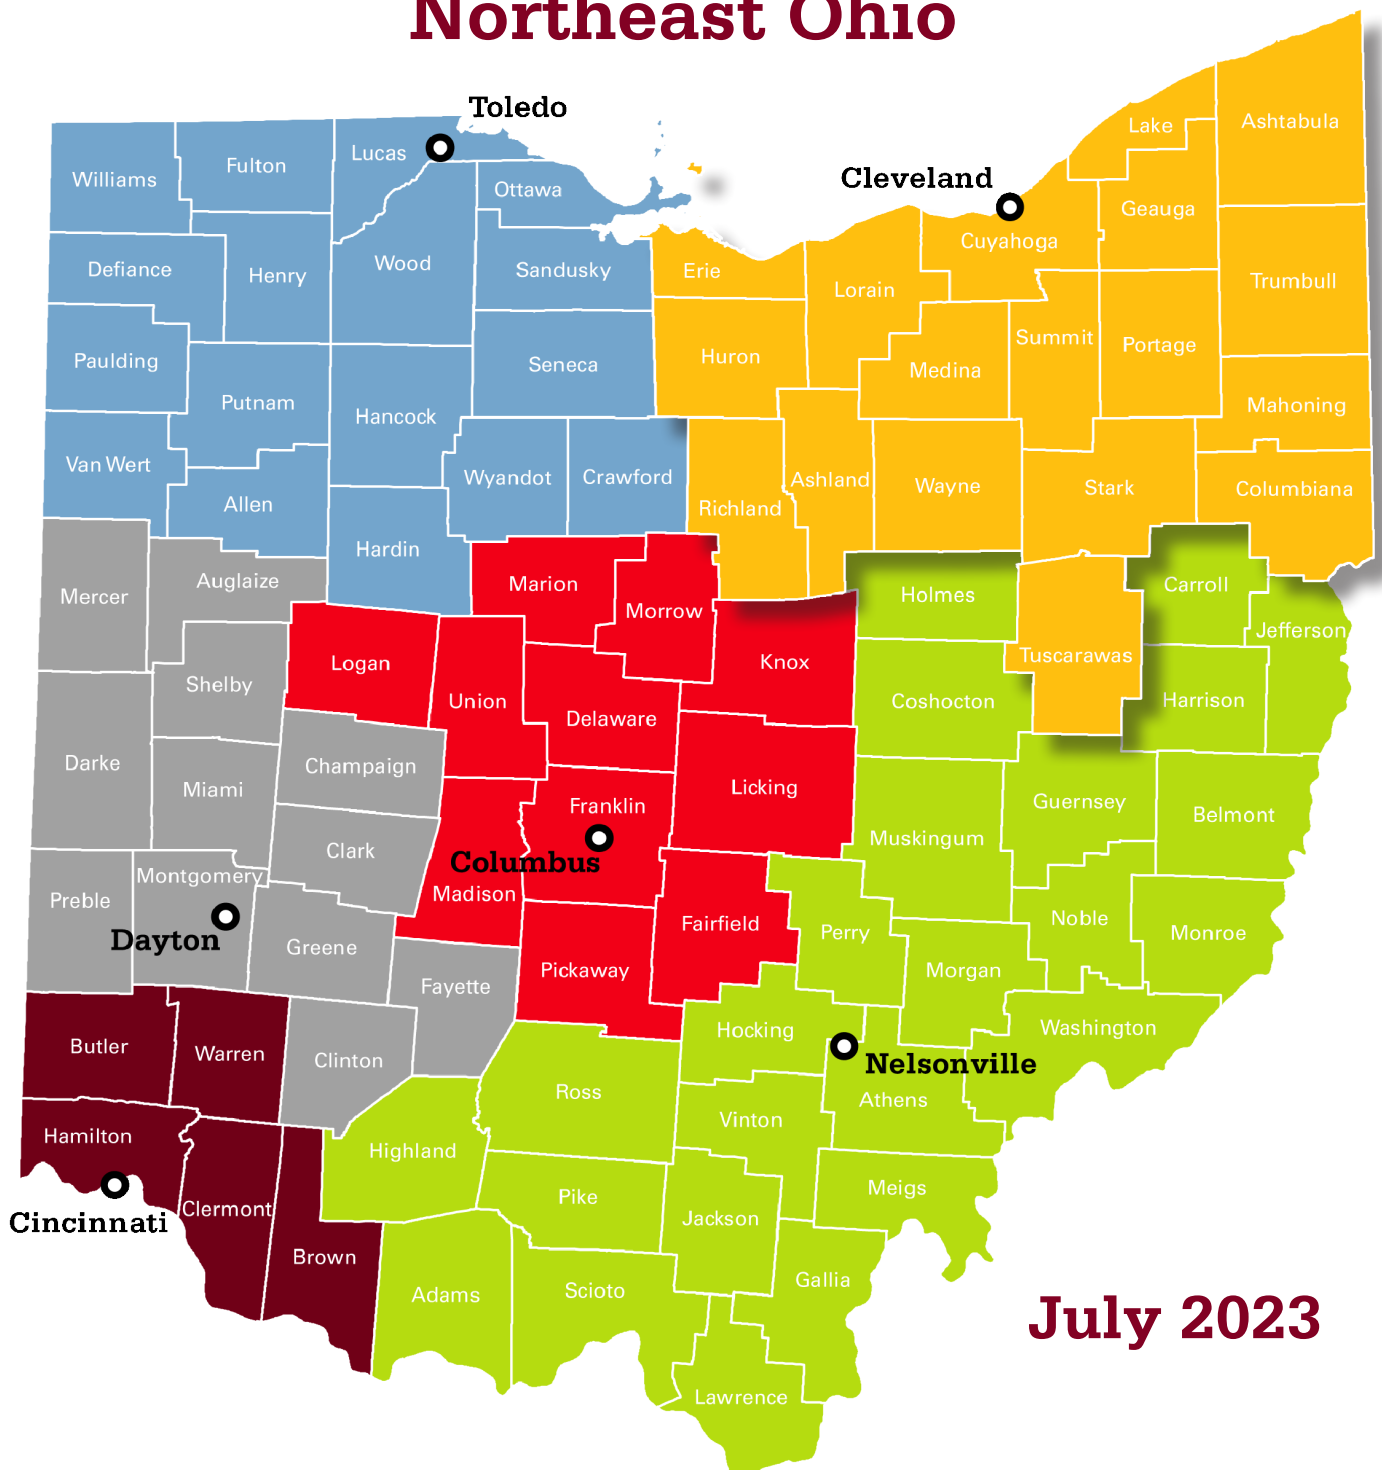 Northeast Ohio
Toledo
Lake
Ashtabula
Lucas
Fulton
Williams
Cleveland
Ottawa
Geauga
Cuyahoga
Wood
Defiance
Henry
Sandusky
Erie
Lorain
Trumbull
Summit
Portage
Huron
Paulding
Seneca
Medina
Putnam
Hancock
Mahoning
Van Wert
Wyandot
Crawford
Ashland
Wayne
Stark
Columbiana
Allen
Richland
Hardin
Auglaize
Marion
Carroll
Mercer
Holmes
Morrow
Jefferson
Logan
Knox
Tuscarawas
Shelby
Union
Delaware
Coshocton
Harrison
Darke
Champaign
Miami
Licking
Franklin
Guernsey
Belmont
Muskingum
Clark
Columbus
Montgomery
Madison
Preble
Fairfield
Noble
Perry
Monroe
Dayton
Greene
Pickaway
Morgan
Fayette
Hocking
Washington
Butler
Warren
Clinton
Nelsonville
Ross
Athens
Vinton
Hamilton
Highland
Meigs
Pike
Clermont
Jackson
Cincinnati
Brown
Gallia
Adams
Scioto
July 2023
Lawrence